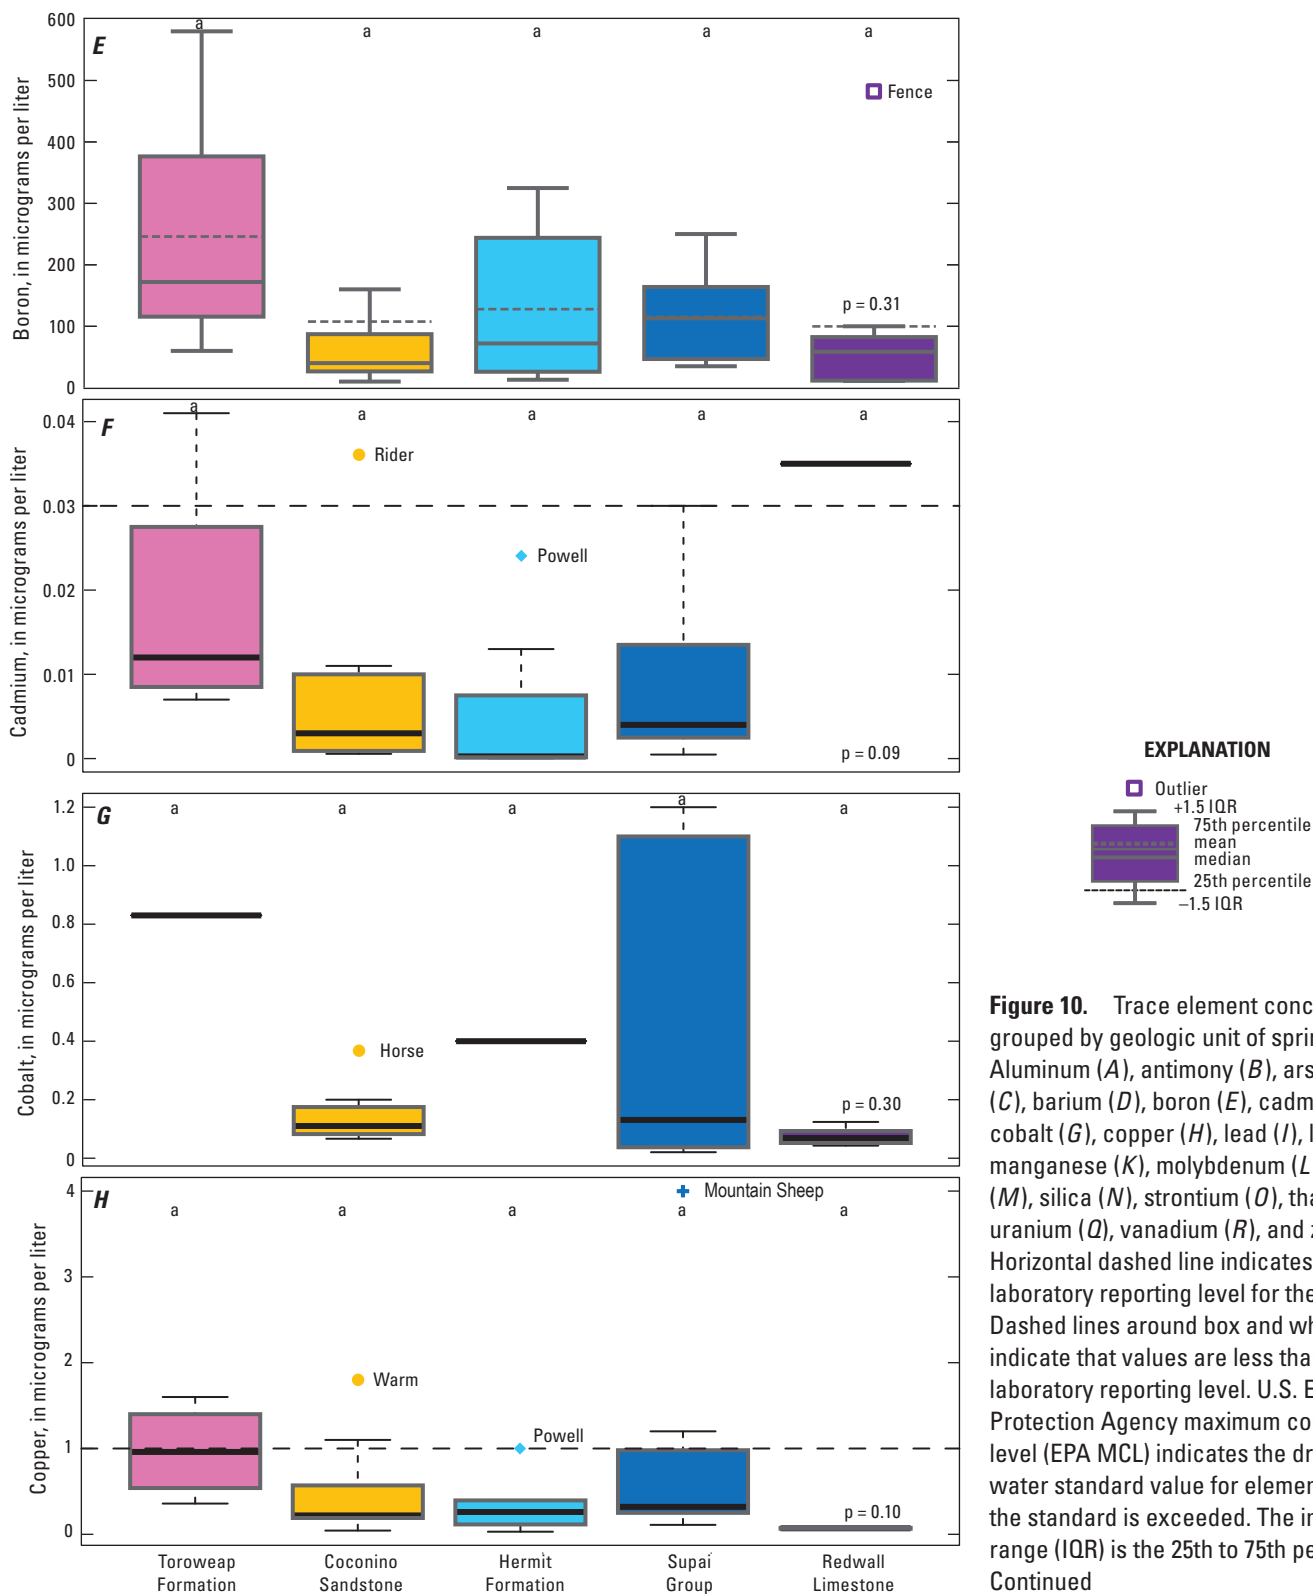 E
600
500
400
300
200
100
0
Boron, in micrograms per liter
a a a a a
Fence
p = 0.31
F
0.04
0.03
0.02
0.01
0
Cadmium, in micrograms per liter
a a a a a
Rider
Powell
p = 0.09
G
1.2
1.0
0.8
0.6
0.4
0.2
0
Cobalt, in micrograms per liter
a a a a a
Horse
p = 0.30
H
4
3
2
1
0
Copper, in micrograms per liter
Mountain Sheep
a a a a a
Warm
Powell
p = 0.10
Toroweap
Formation
Coconino
Sandstone
Hermit
Formation
Supai
Group
Redwall
Limestone
EXPLANATION
Outlier
+1.5 IQR
75th percentile
mean
median
25th percentile
–1.5 IQR
Figure 10. Trace element conc
grouped by geologic unit of sprin
Aluminum (A), antimony (B), ars
(C), barium (D), boron (E), cadm
cobalt (G), copper (H), lead (I), l
manganese (K), molybdenum (L
(M), silica (N), strontium (O), tha
uranium (Q), vanadium (R), and z
Horizontal dashed line indicates
laboratory reporting level for the
Dashed lines around box and wh
indicate that values are less tha
laboratory reporting level. U.S. E
Protection Agency maximum co
level (EPA MCL) indicates the dr
water standard value for elemen
the standard is exceeded. The in
range (IQR) is the 25th to 75th pe
Continued